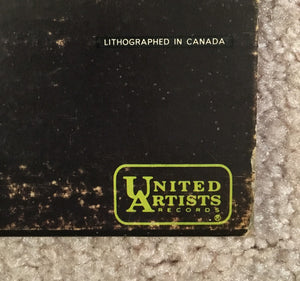 LITHOGRAPHED IN CANADA
UNITED
ARTISTS
RECORDS®